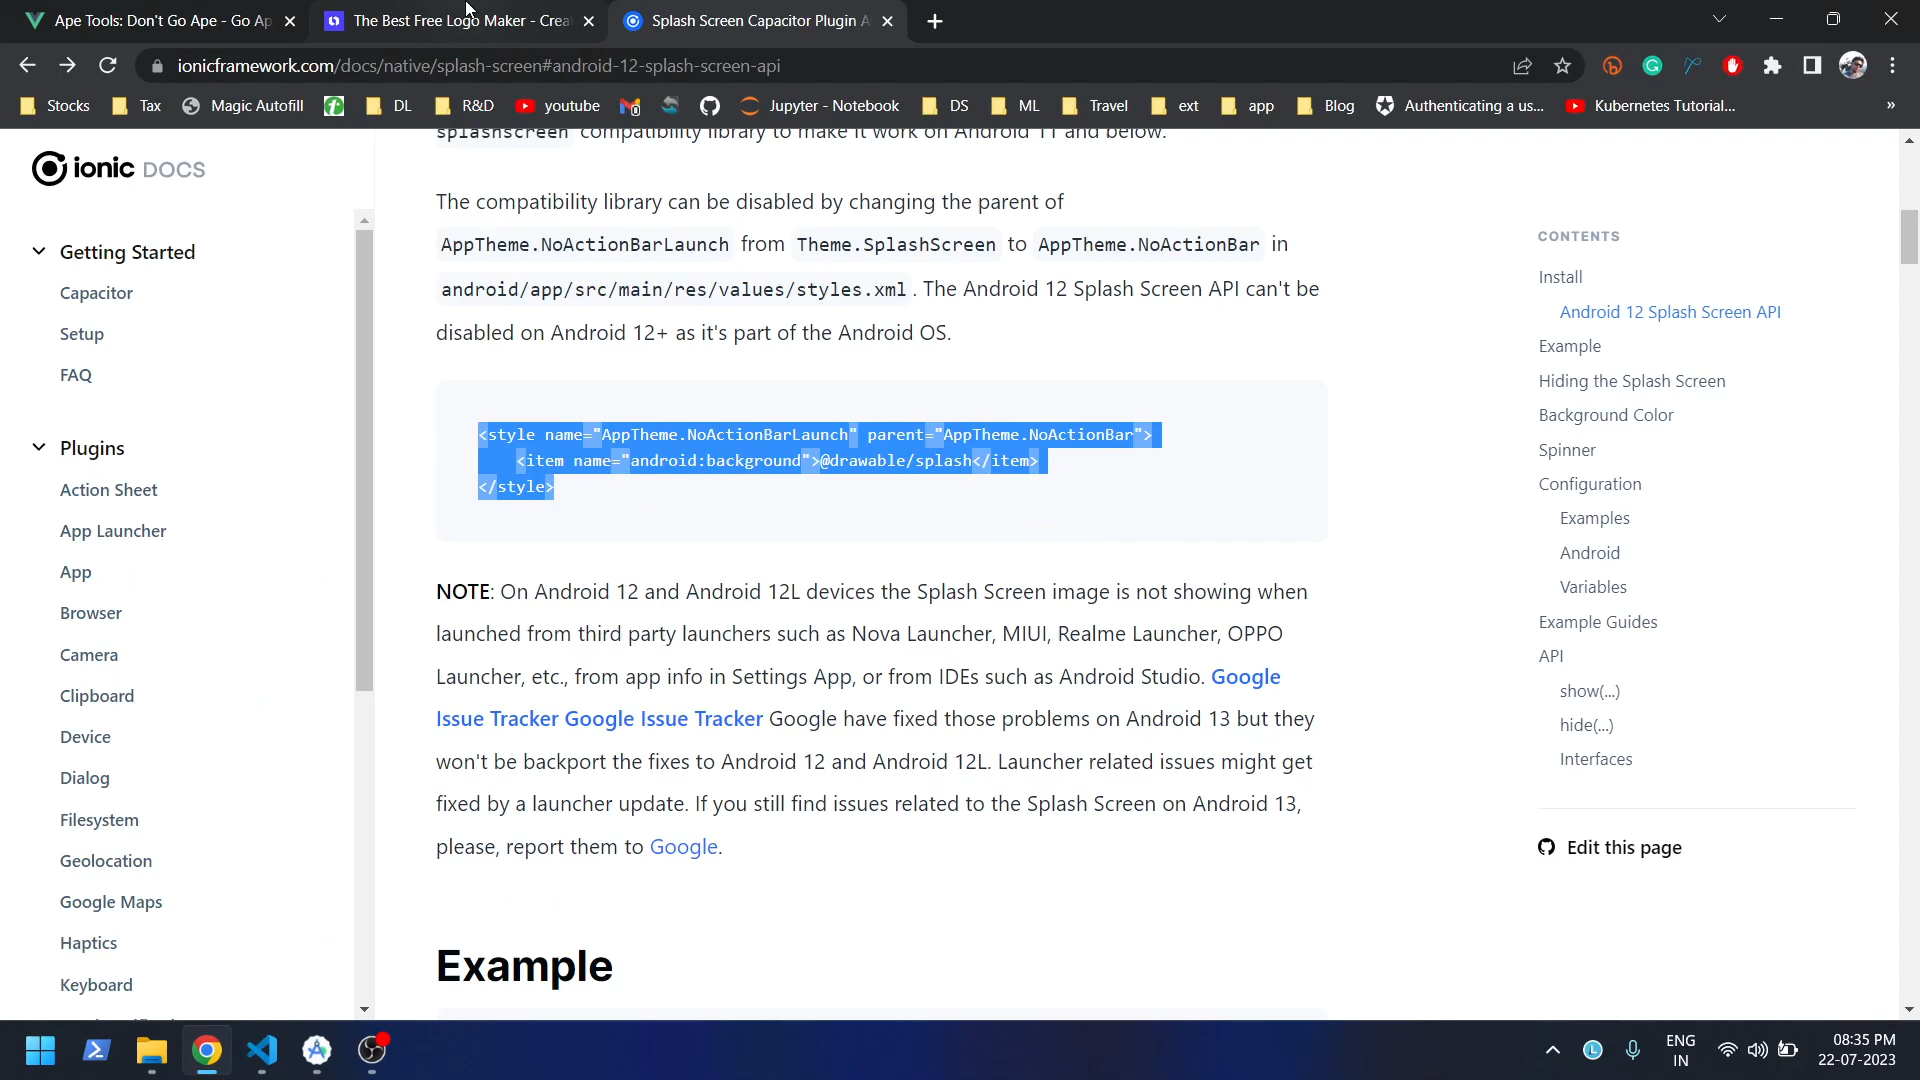 Ape Tools: Don't Go Ape - Go Ap
The Best Free Logo Maker - Crea
Splash Screen Capacitor Plugin A
ionicframework.com/docs/native/splash-screen#android-12-splash-screen-api
Stocks
Tax
Magic Autofill
DL
R&D
youtube
Jupyter - Notebook
DS
ML
Travel
ext
app
Blog
Authenticating a us...
Kubernetes Tutorial...
»
ionic DOCS
Getting Started
Capacitor
Setup
FAQ
Plugins
Action Sheet
App Launcher
App
Browser
Camera
Clipboard
Device
Dialog
Filesystem
Geolocation
Google Maps
Haptics
Keyboard
splashscreen compatibility library to make it work on Android 11 and below.
The compatibility library can be disabled by changing the parent of
AppTheme.NoActionBarLaunch from Theme.SplashScreen to AppTheme.NoActionBar in
android/app/src/main/res/values/styles.xml. The Android 12 Splash Screen API can't be
disabled on Android 12+ as it's part of the Android OS.
<style name="AppTheme.NoActionBarLaunch" parent="AppTheme.NoActionBar">
<item name="android:background">@drawable/splash</item>
</style>
NOTE: On Android 12 and Android 12L devices the Splash Screen image is not showing when
launched from third party launchers such as Nova Launcher, MIUI, Realme Launcher, OPPO
Launcher, etc., from app info in Settings App, or from IDEs such as Android Studio. Google
Issue Tracker Google Issue Tracker Google have fixed those problems on Android 13 but they
won't be backport the fixes to Android 12 and Android 12L. Launcher related issues might get
fixed by a launcher update. If you still find issues related to the Splash Screen on Android 13,
please, report them to Google.
Example
CONTENTS
Install
Android 12 Splash Screen API
Example
Hiding the Splash Screen
Background Color
Spinner
Configuration
Examples
Android
Variables
Example Guides
API
show(...)
hide(...)
Interfaces
Edit this page
ENG
IN
08:35 PM
22-07-2023